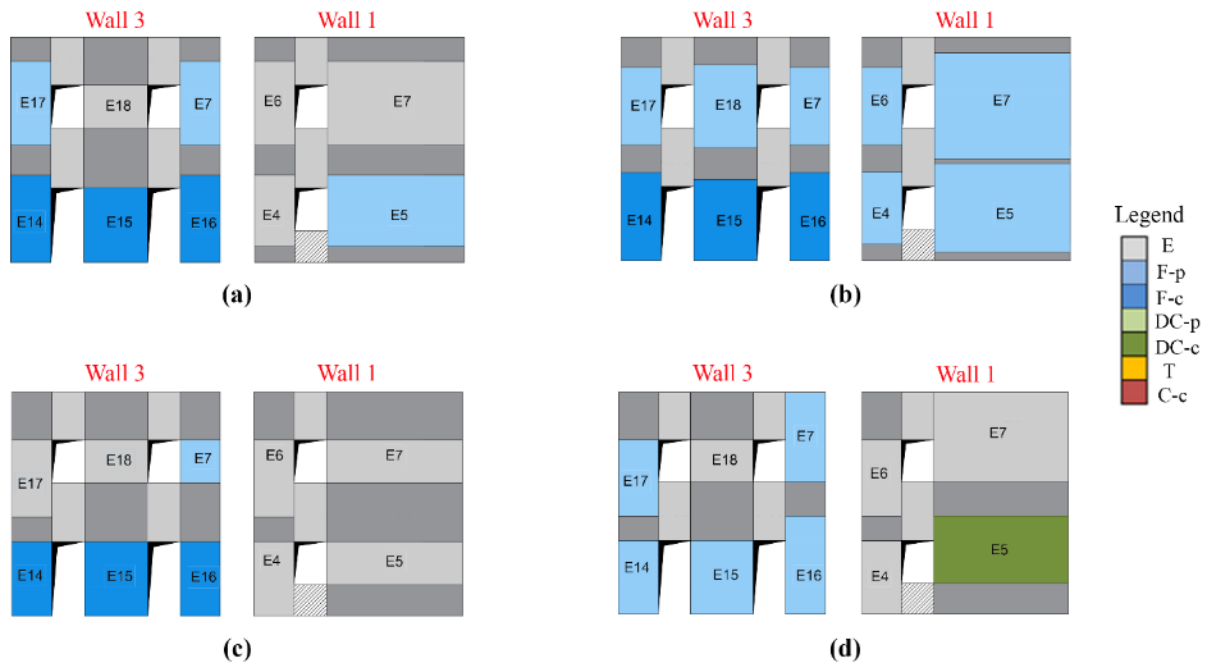 Wall 3 Wall 1
E17 E18 E7 E6 E7
E14 E15 E16 E4 E5
(a)
Wall 3 Wall 1
E17 E18 E7 E6 E7
E14 E15 E16 E4 E5
(b)
Wall 3 Wall 1
E17 E18 E7 E6 E7
E14 E15 E16 E4 E5
(c)
Wall 3 Wall 1
E17 E18 E7 E6 E7
E14 E15 E16 E4 E5
(d)
Legend
E
F-p
F-c
DC-p
DC-c
T
C-c